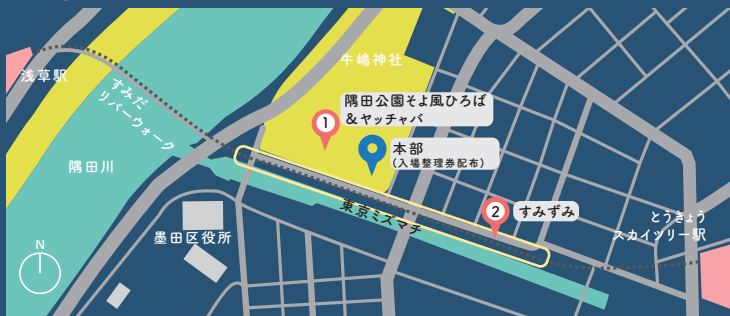 浅草駅
すみだ
リバーウォーク
隅田川
牛嶋神社
1
隅田公園そよ風ひろば
&ヤッチャバ
本部
(入場整理券配布)
東京ミズマチ
2
すみずみ
とうきょう
スカイツリー駅
墨田区役所
N